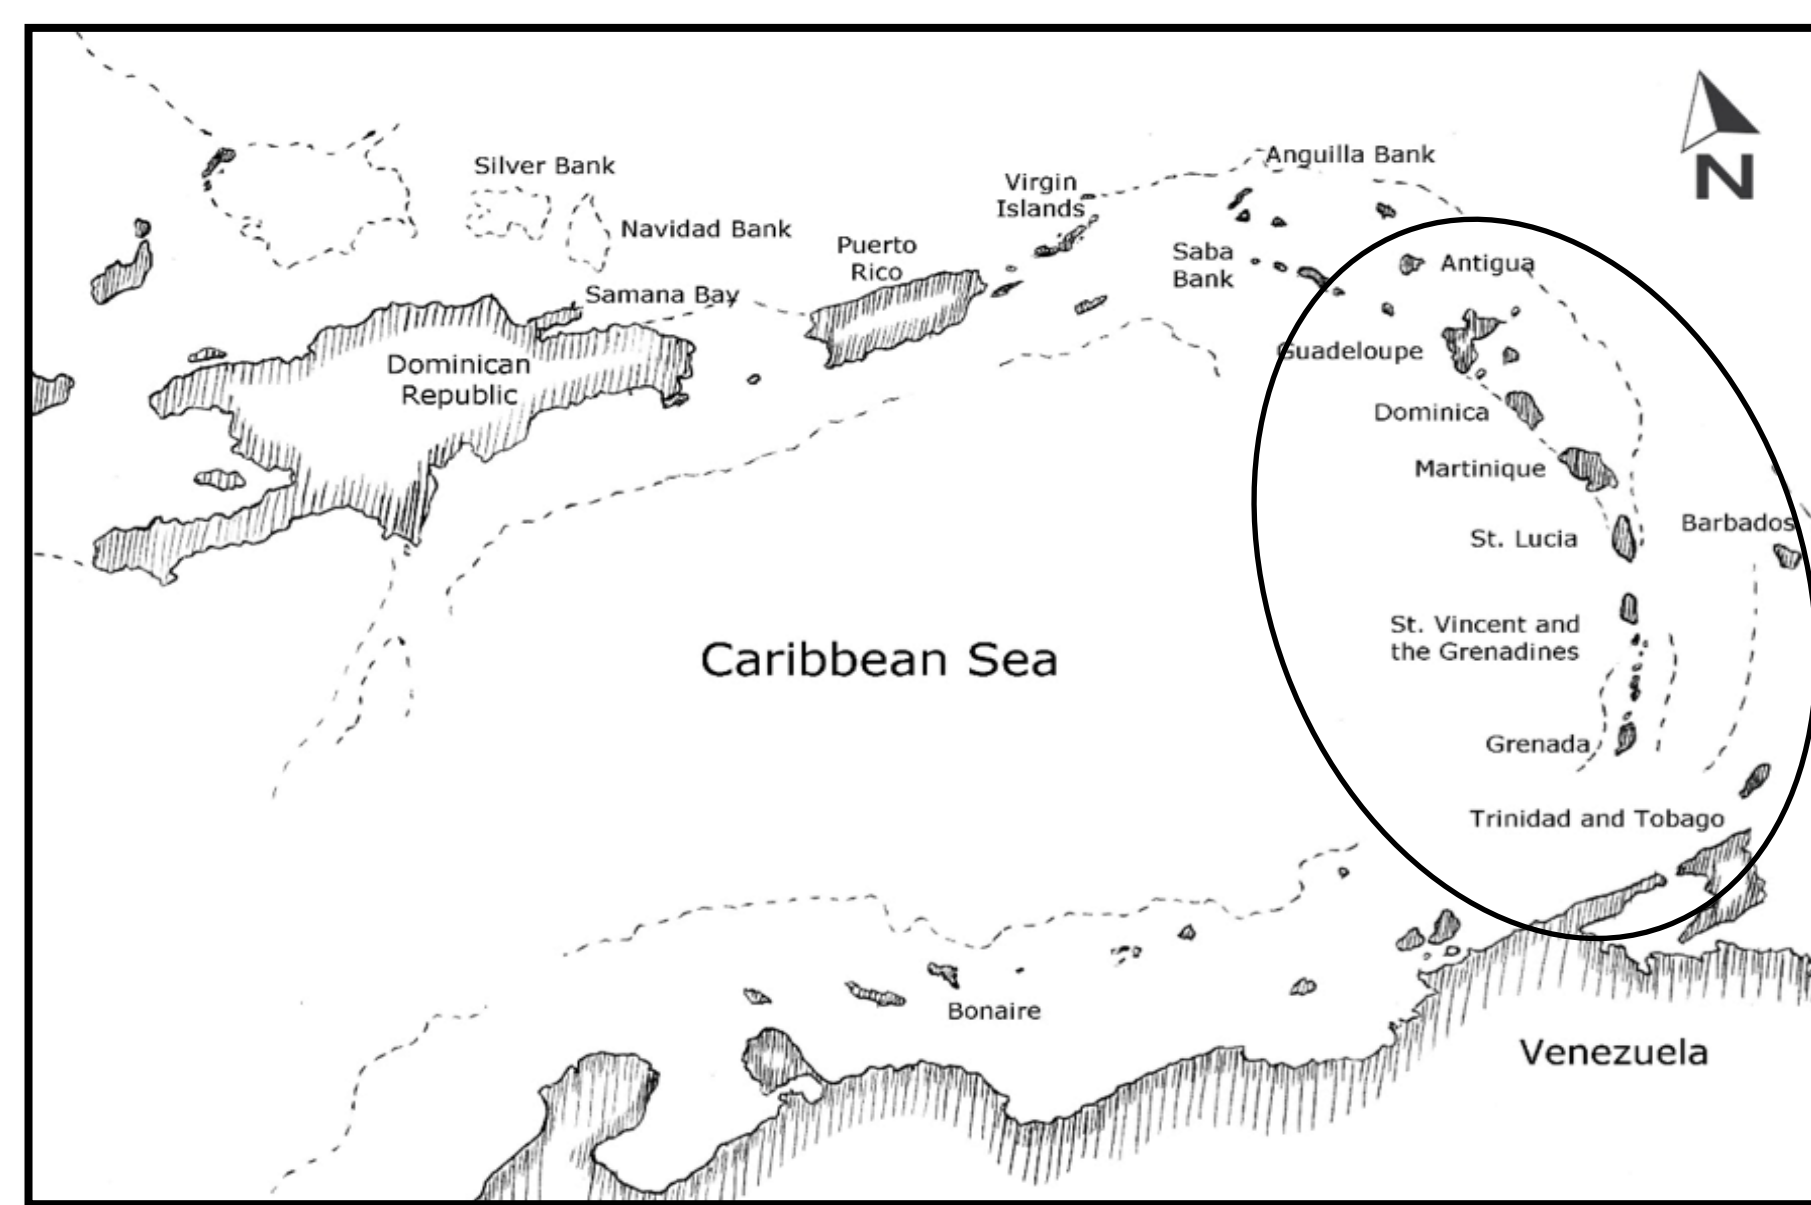 Silver Bank
Navidad Bank
Samana Bay
Dominican
Republic
Puerto
Rico
Virgin
Islands
Anguilla Bank
Saba
Bank
N
Antigua
Guadeloupe
Dominica
Martinique
St. Lucia
Barbados
St. Vincent and
the Grenadines
Grenada
Trinidad and Tobago
Caribbean Sea
Bonaire
Venezuela